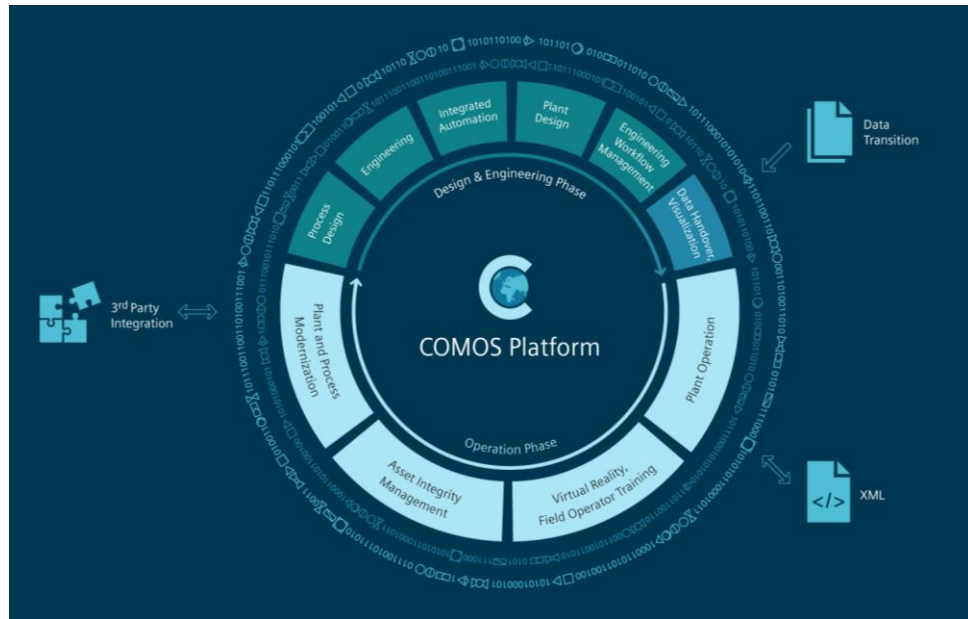 Process
Design
Engineering
Integrated
Automation
Plant
Design
Engineering
Workflow
Management
Data Handover,
Visualization
Design & Engineering Phase
Data
Transition
3rd Party
Integration
COMOS Platform
Plant and Process
Modernization
Plant Operation
Operation Phase
Asset Integrity
Management
Virtual Reality,
Field Operator Training
</>
XML